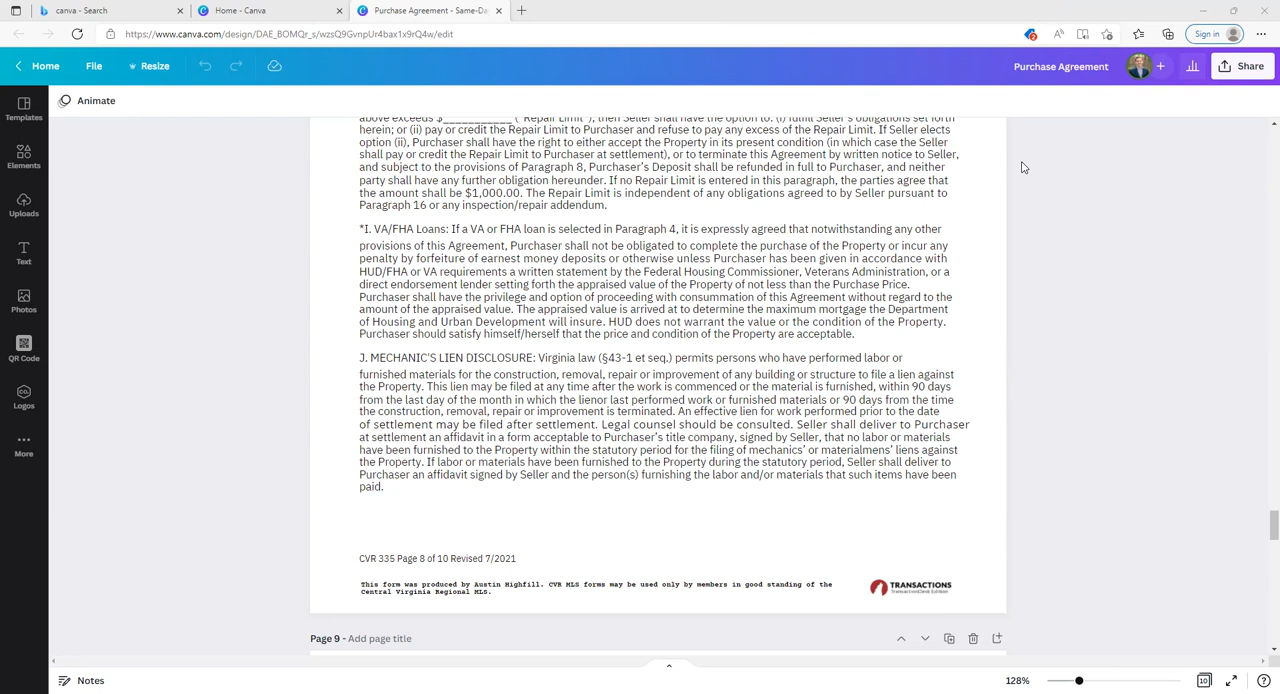 canva - Search
Home - Canva
Purchase Agreement - Same-Da
https://www.canva.com/design/DAE_BOMQr_s/wzsQ9GvnpUr4bax1x9rQ4w/edit
Sign in
Home
File
Resize
Purchase Agreement
Share
Templates
Elements
Uploads
Text
Photos
QR Code
Logos
More
Animate
above exceeds $___________ ("Repair Limit"), then Seller shall have the option to: (i) fulfill Seller's obligations set forth
herein; or (ii) pay or credit the Repair Limit to Purchaser and refuse to pay any excess of the Repair Limit. If Seller elects
option (ii), Purchaser shall have the right to either accept the Property in its present condition (in which case the Seller
shall pay or credit the Repair Limit to Purchaser at settlement), or to terminate this Agreement by written notice to Seller,
and subject to the provisions of Paragraph 8, Purchaser's Deposit shall be refunded in full to Purchaser, and neither
party shall have any further obligation hereunder. If no Repair Limit is entered in this paragraph, the parties agree that
the amount shall be $1,000.00. The Repair Limit is independent of any obligations agreed to by Seller pursuant to
Paragraph 16 or any inspection/repair addendum.
*I. VA/FHA Loans: If a VA or FHA loan is selected in Paragraph 4, it is expressly agreed that notwithstanding any other
provisions of this Agreement, Purchaser shall not be obligated to complete the purchase of the Property or incur any
penalty by forfeiture of earnest money deposits or otherwise unless Purchaser has been given in accordance with
HUD/FHA or VA requirements a written statement by the Federal Housing Commissioner, Veterans Administration, or a
direct endorsement lender setting forth the appraised value of the Property of not less than the Purchase Price.
Purchaser shall have the privilege and option of proceeding with consummation of this Agreement without regard to the
amount of the appraised value. The appraised value is arrived at to determine the maximum mortgage the Department
of Housing and Urban Development will insure. HUD does not warrant the value or the condition of the Property.
Purchaser should satisfy himself/herself that the price and condition of the Property are acceptable.
J. MECHANIC'S LIEN DISCLOSURE: Virginia law (§43-1 et seq.) permits persons who have performed labor or
furnished materials for the construction, removal, repair or improvement of any building or structure to file a lien against
the Property. This lien may be filed at any time after the work is commenced or the material is furnished, within 90 days
from the last day of the month in which the lienor last performed work or furnished materials or 90 days from the time
the construction, removal, repair or improvement is terminated. An effective lien for work performed prior to the date
of settlement may be filed after settlement. Legal counsel should be consulted. Seller shall deliver to Purchaser
at settlement an affidavit in a form acceptable to Purchaser's title company, signed by Seller, that no labor or materials
have been furnished to the Property within the statutory period for the filing of mechanics' or materialmens' liens against
the Property. If labor or materials have been furnished to the Property during the statutory period, Seller shall deliver to
Purchaser an affidavit signed by Seller and the person(s) furnishing the labor and/or materials that such items have been
paid.
CVR 335 Page 8 of 10 Revised 7/2021
This form was produced by Austin Highfill. CVR MLS forms may be used only by members in good standing of the
Central Virginia Regional MLS.
TRANSACTIONS
TransactionDesk Edition
Page 9 - Add page title
Notes
128%
10